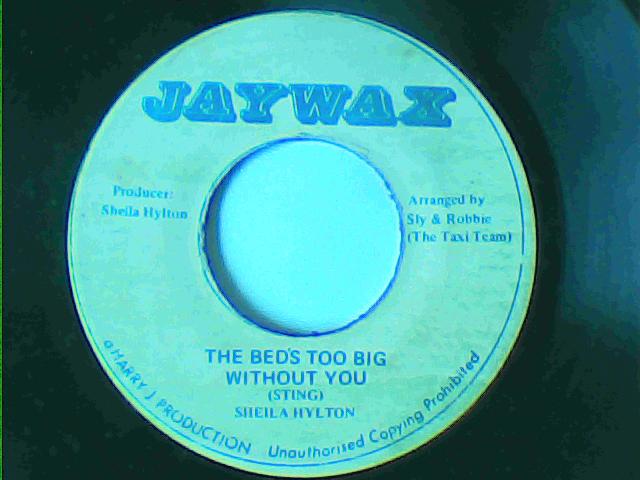 JAYWAX
Producer:
Sheila Hylton
Arranged by
Sly & Robbie
(The Taxi Team)
THE BED'S TOO BIG
WITHOUT YOU
(STING)
SHEILA HYLTON
a HARRY J PRODUCTION Unauthorised Copying Prohibited